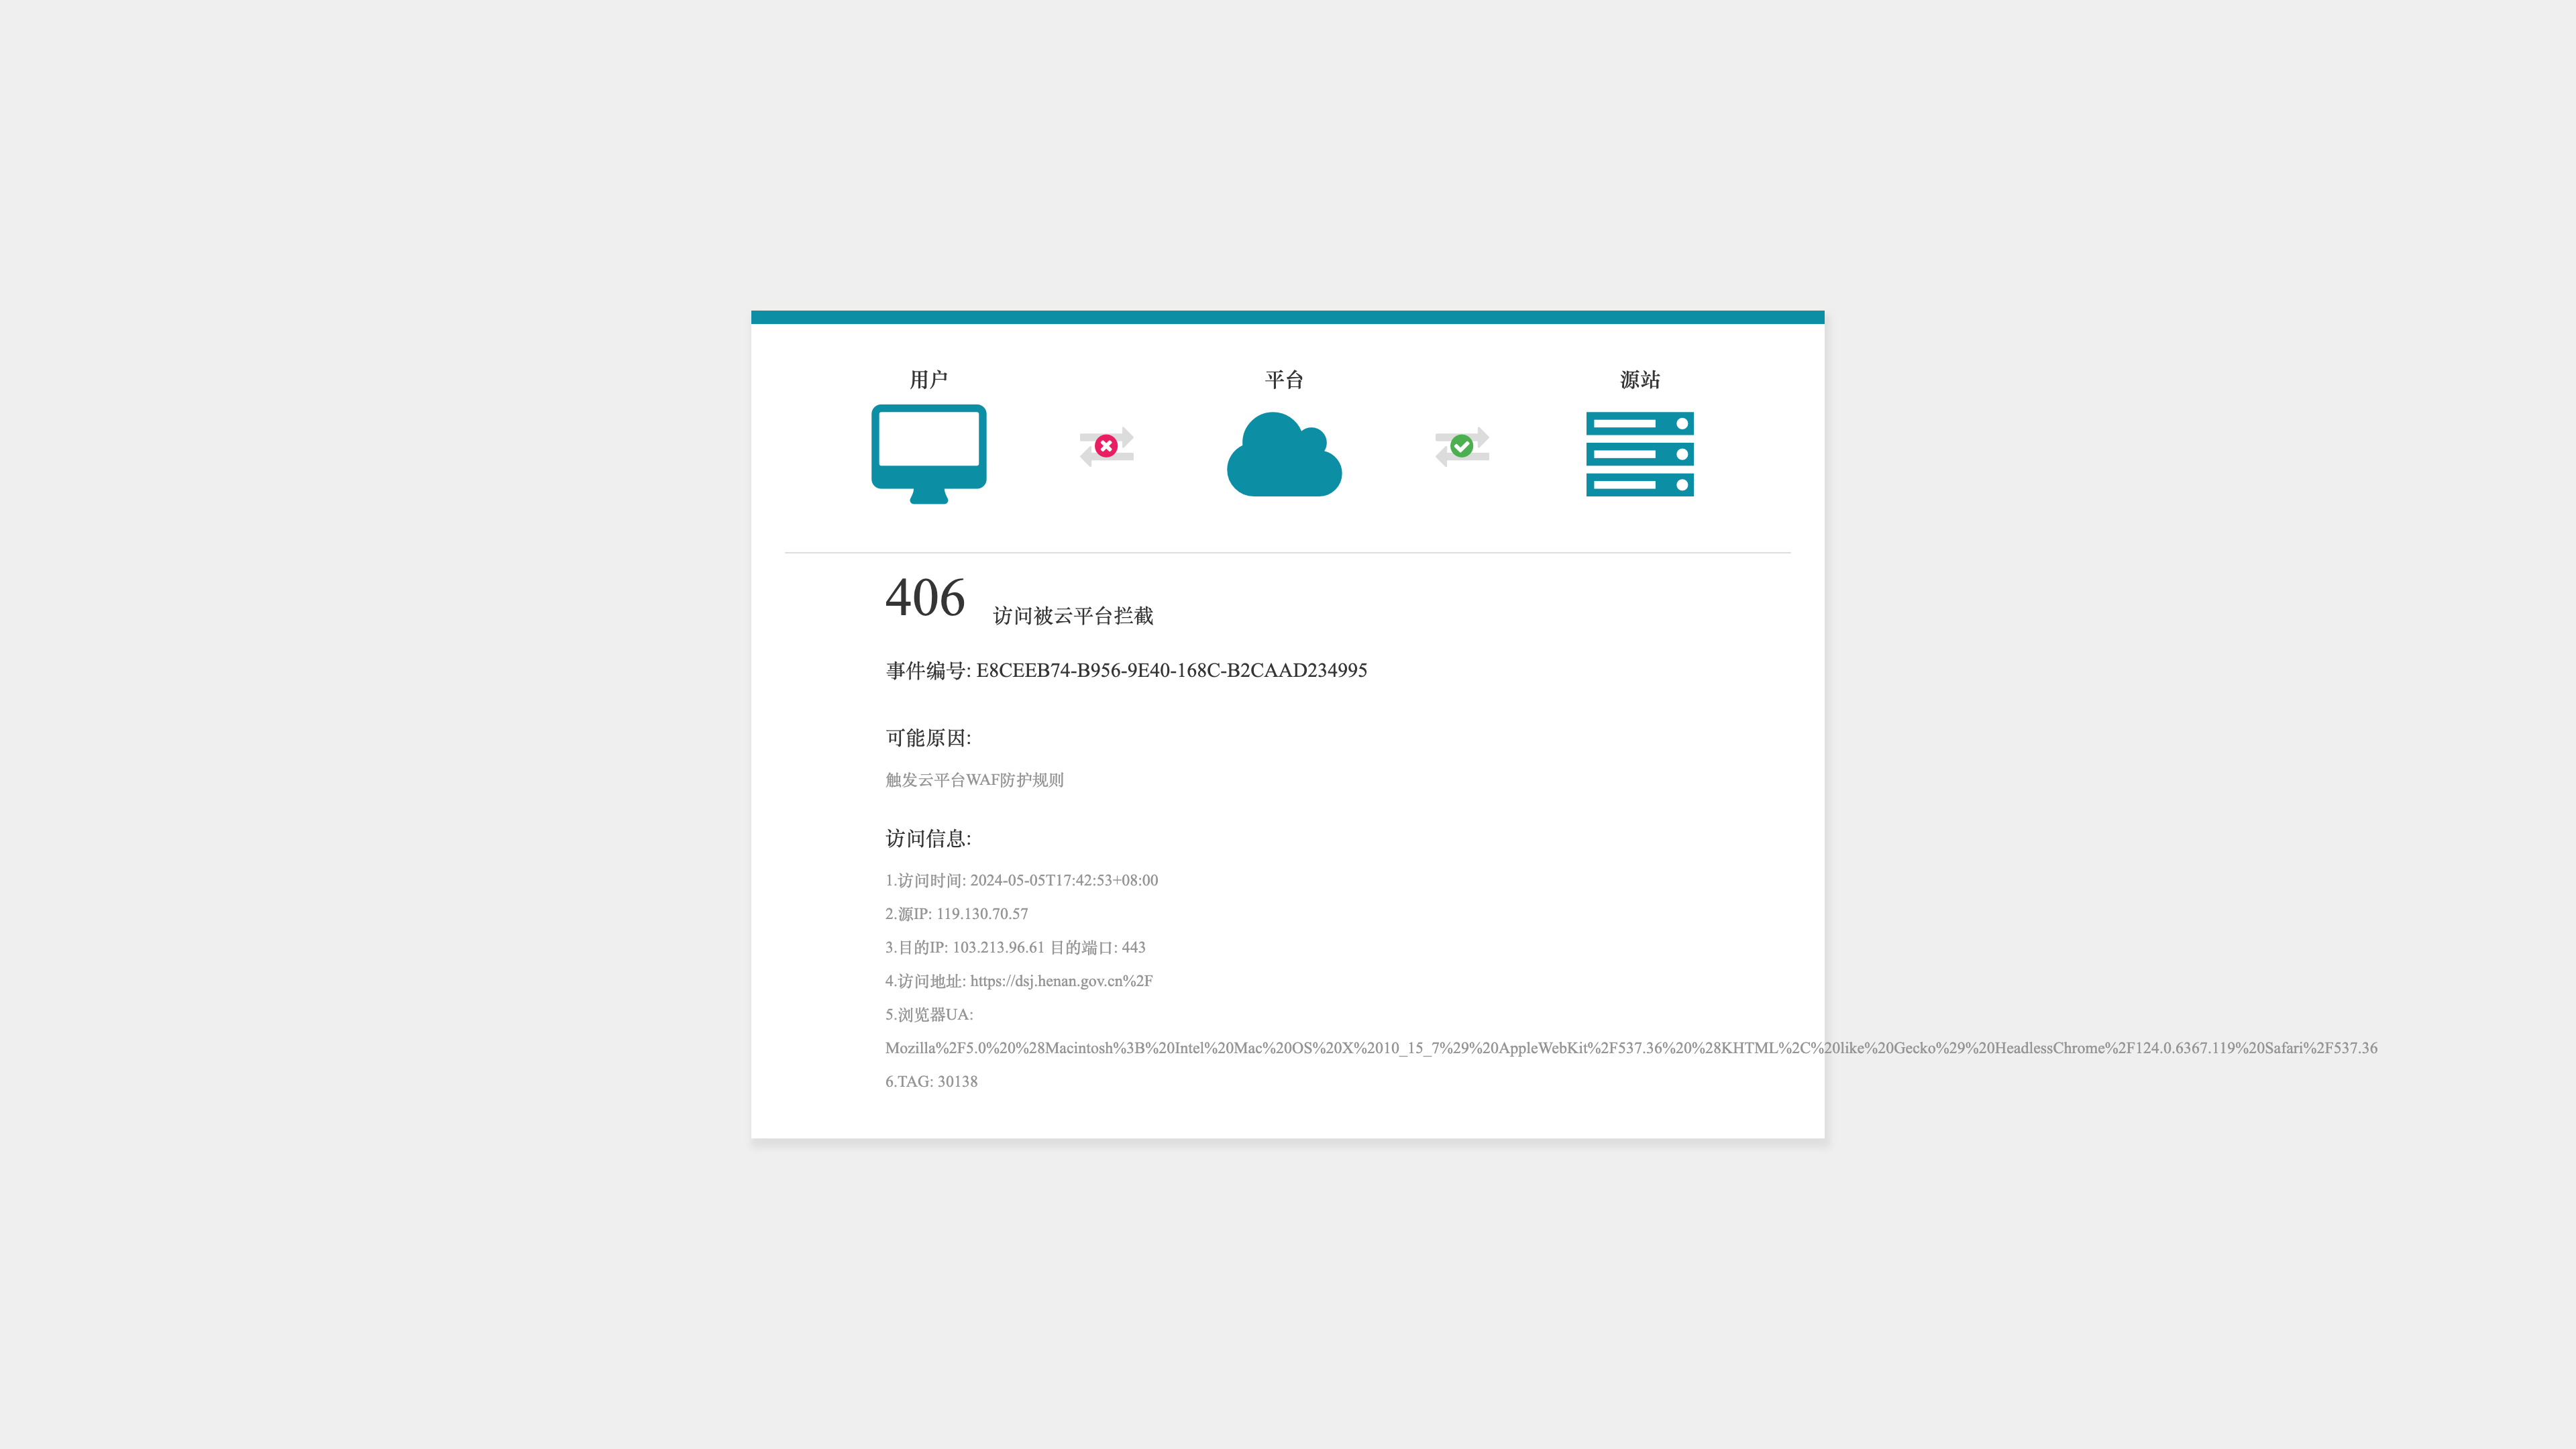 用户
平台
源站
406 访问被云平台拦截
事件编号: E8CEEB74-B956-9E40-168C-B2CAAD234995
可能原因:
触发云平台WAF防护规则
访问信息:
1.访问时间: 2024-05-05T17:42:53+08:00
2.源IP: 119.130.70.57
3.目的IP: 103.213.96.61 目的端口: 443
4.访问地址: https://dsj.henan.gov.cn%2F
5.浏览器UA:
Mozilla%2F5.0%20%28Macintosh%3B%20Intel%20Mac%20OS%20X%2010_15_7%29%20AppleWebKit%2F537.36%20%28KHTML%2C%20like%20Gecko%29%20HeadlessChrome%2F124.0.6367.119%20Safari%2F537.36
6.TAG: 30138